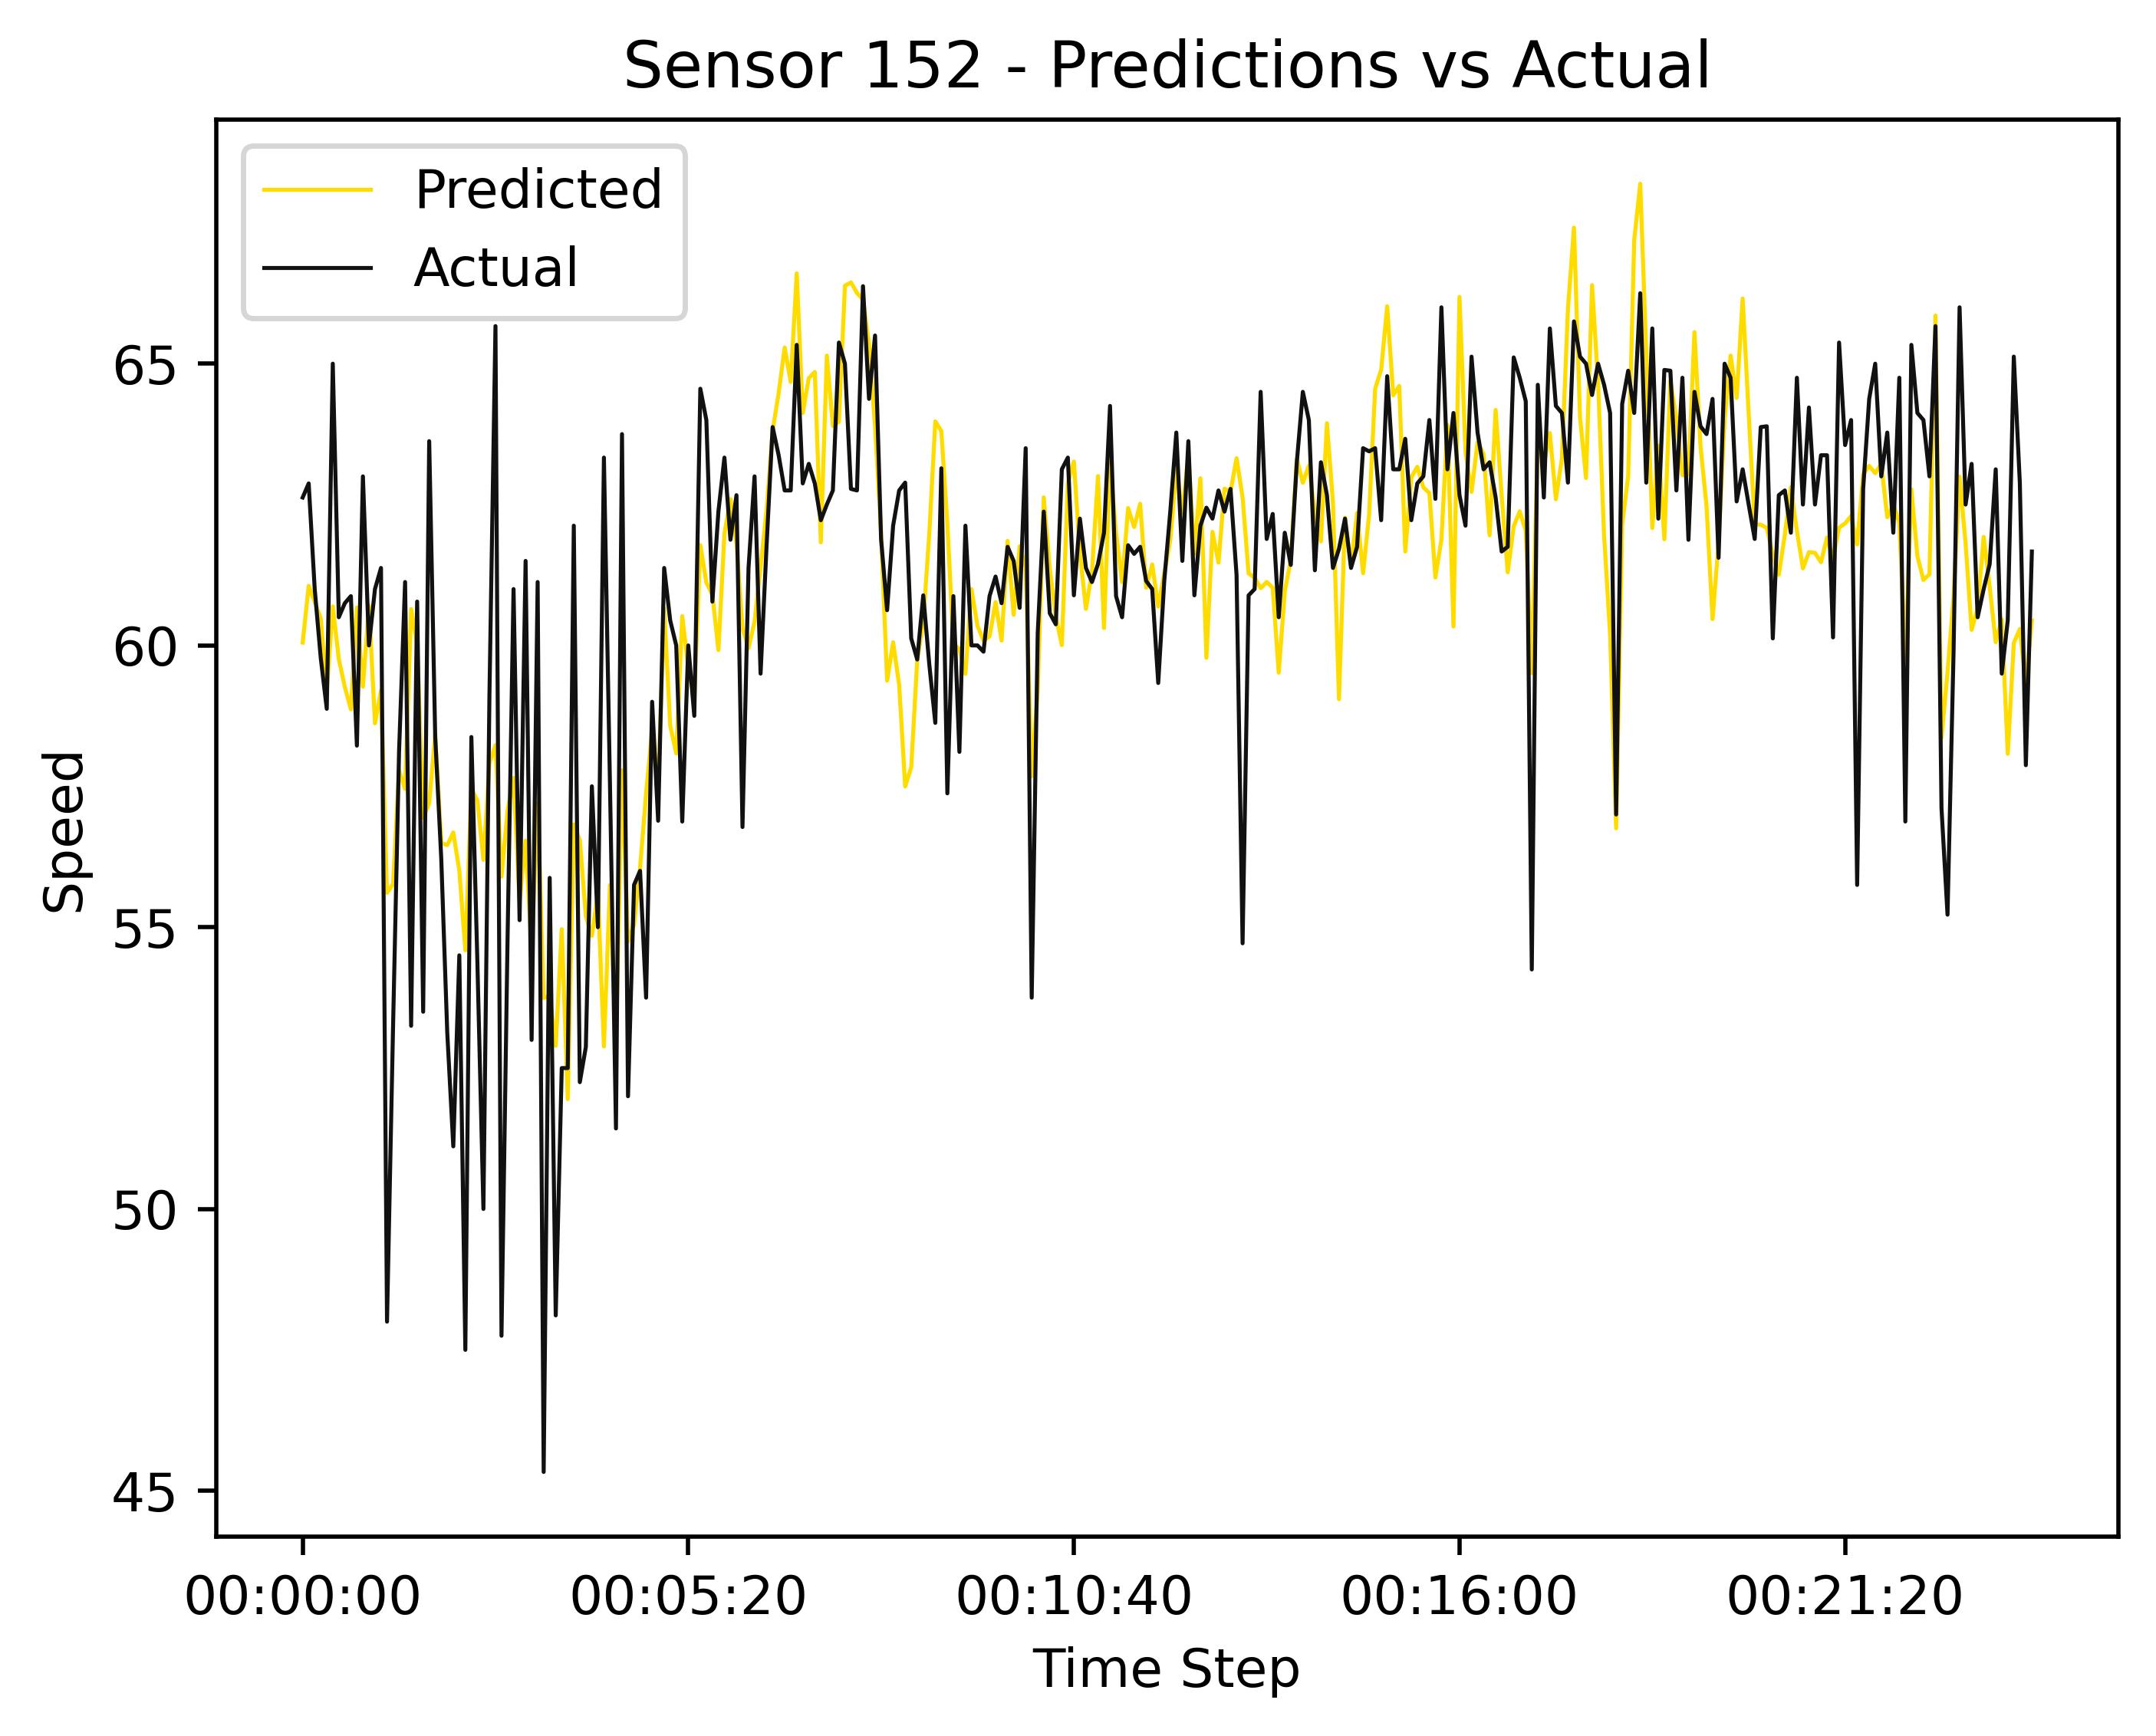 Sensor 152 - Predictions vs Actual
Predicted
Actual
65
60
55
50
45
Speed
00:00:00 00:05:20 00:10:40 00:16:00 00:21:20
Time Step